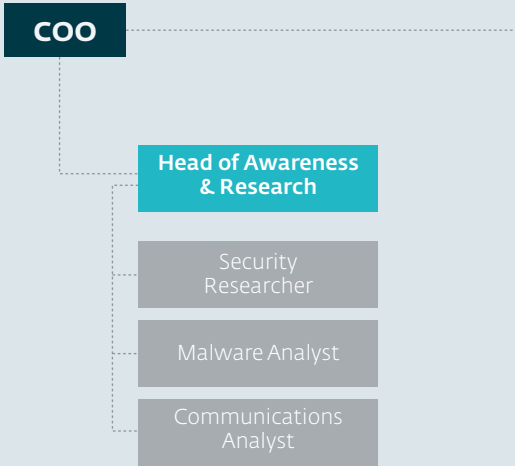 COO
Head of Awareness
& Research
Security
Researcher
Malware Analyst
Communications
Analyst